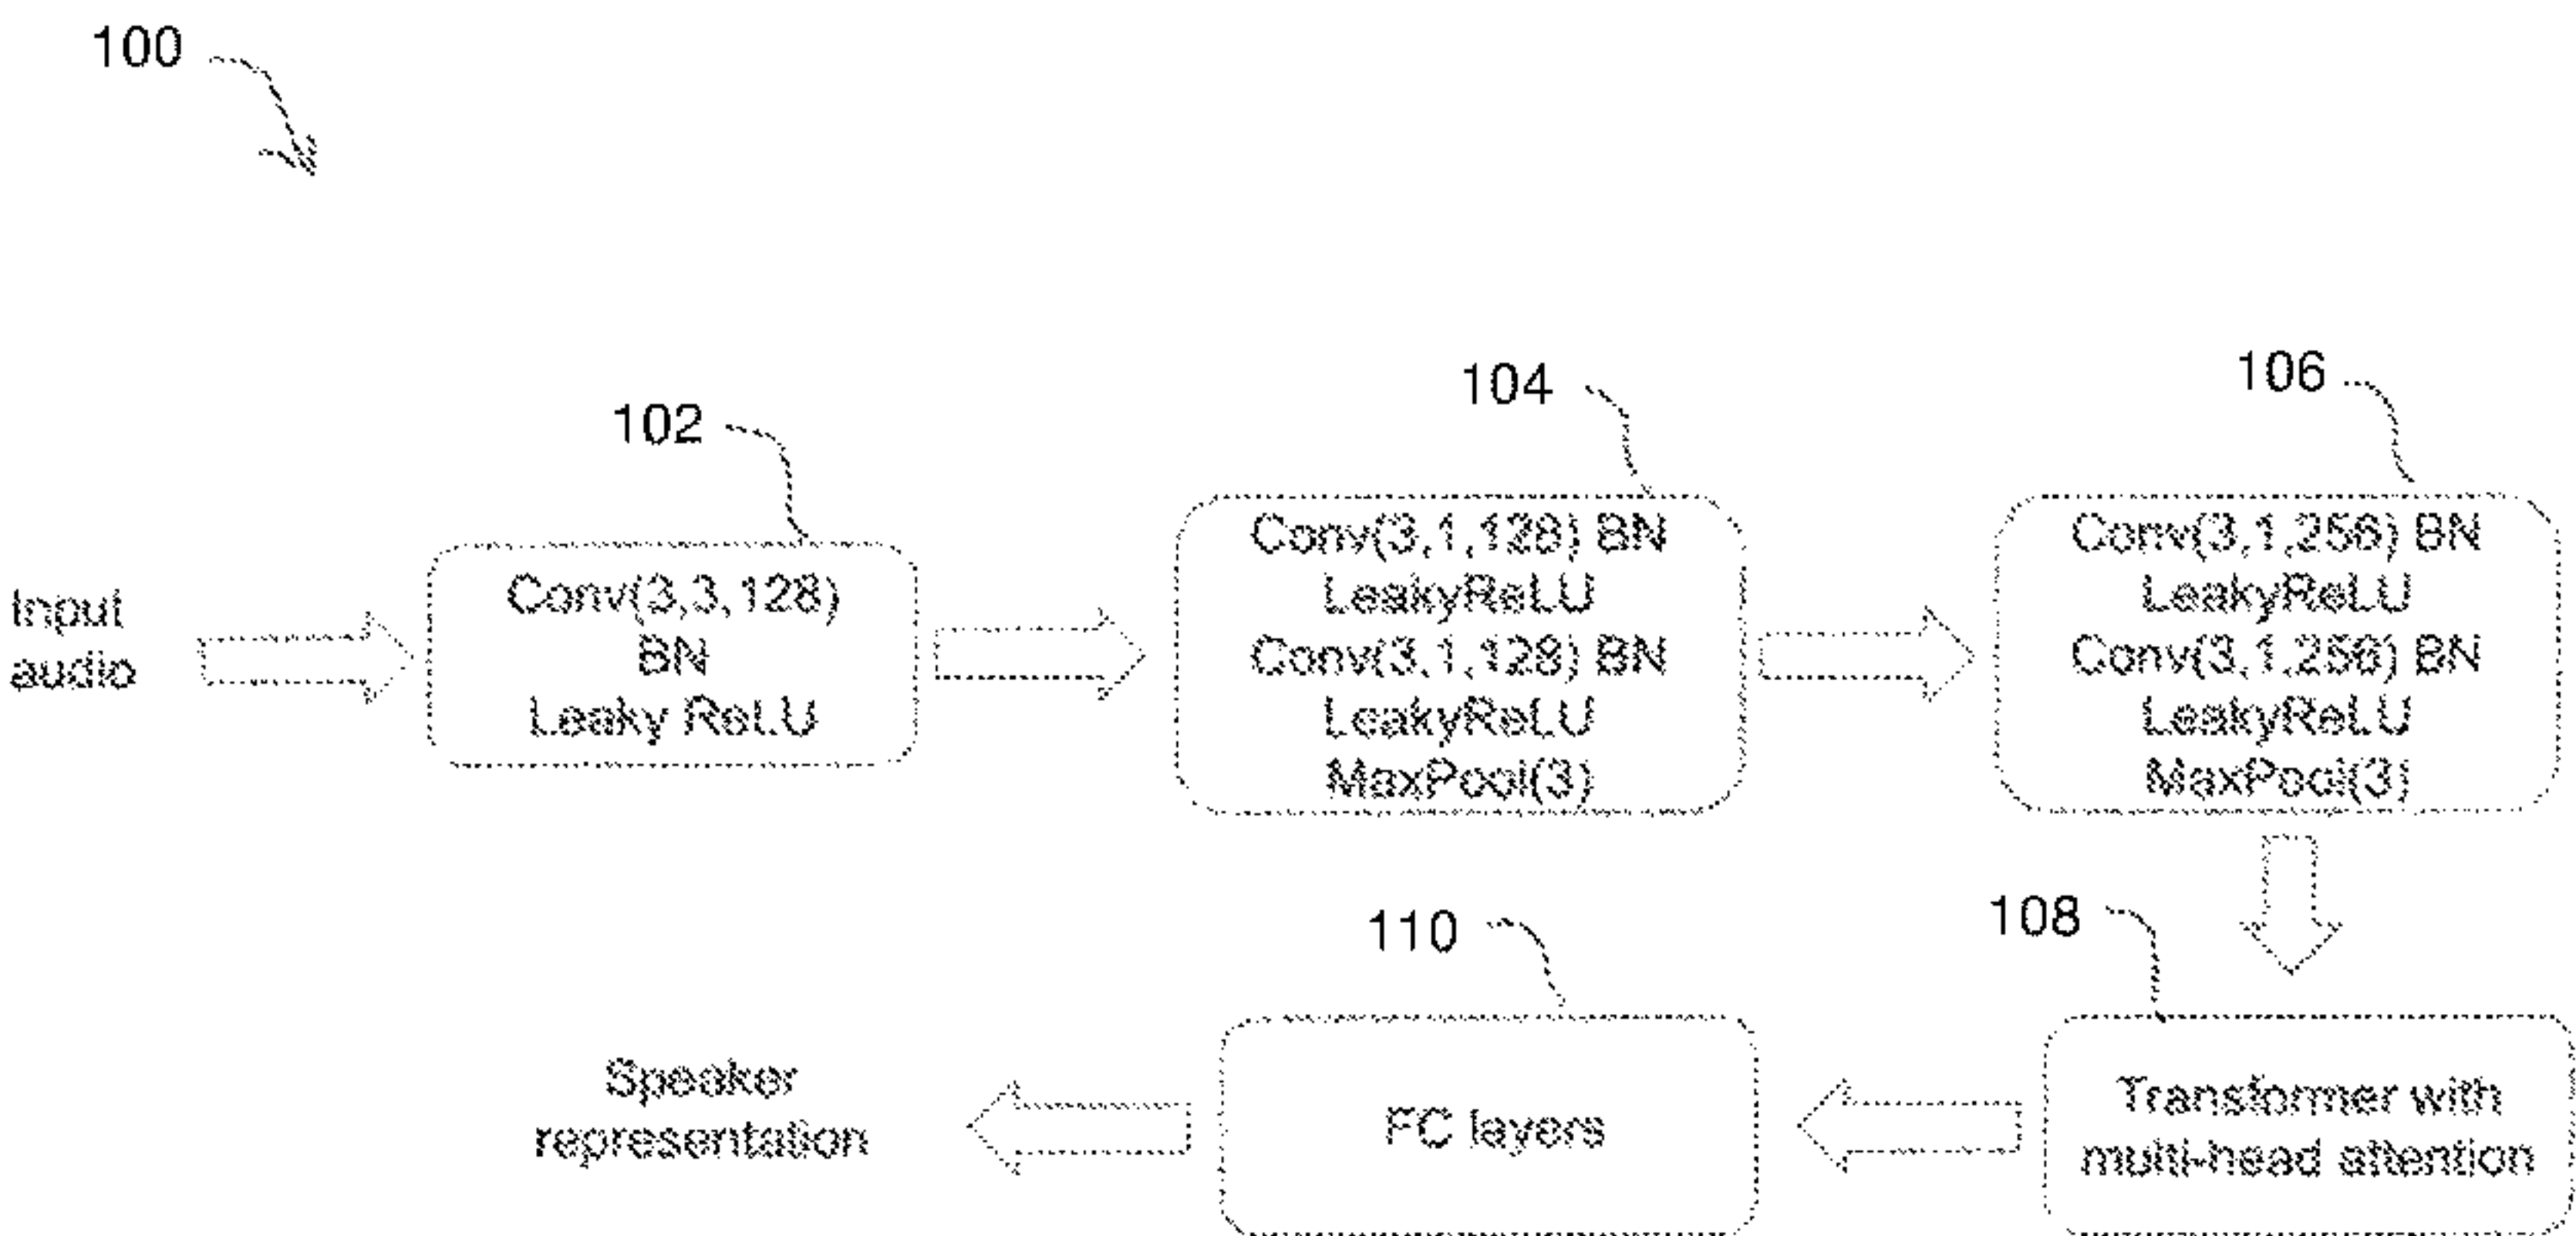 100
102
104
106
Input
audio
Conv(3,3,128)
BN
Leaky ReLU
Conv(3,1,128) BN
LeakyReLU
Conv(3,1,128) BN
LeakyReLU
MaxPool(3)
Conv(3,1,256) BN
LeakyReLU
Conv(3,1,256) BN
LeakyReLU
MaxPool(3)
108
Transformer with
multi-head attention
110
FC layers
Speaker
representation